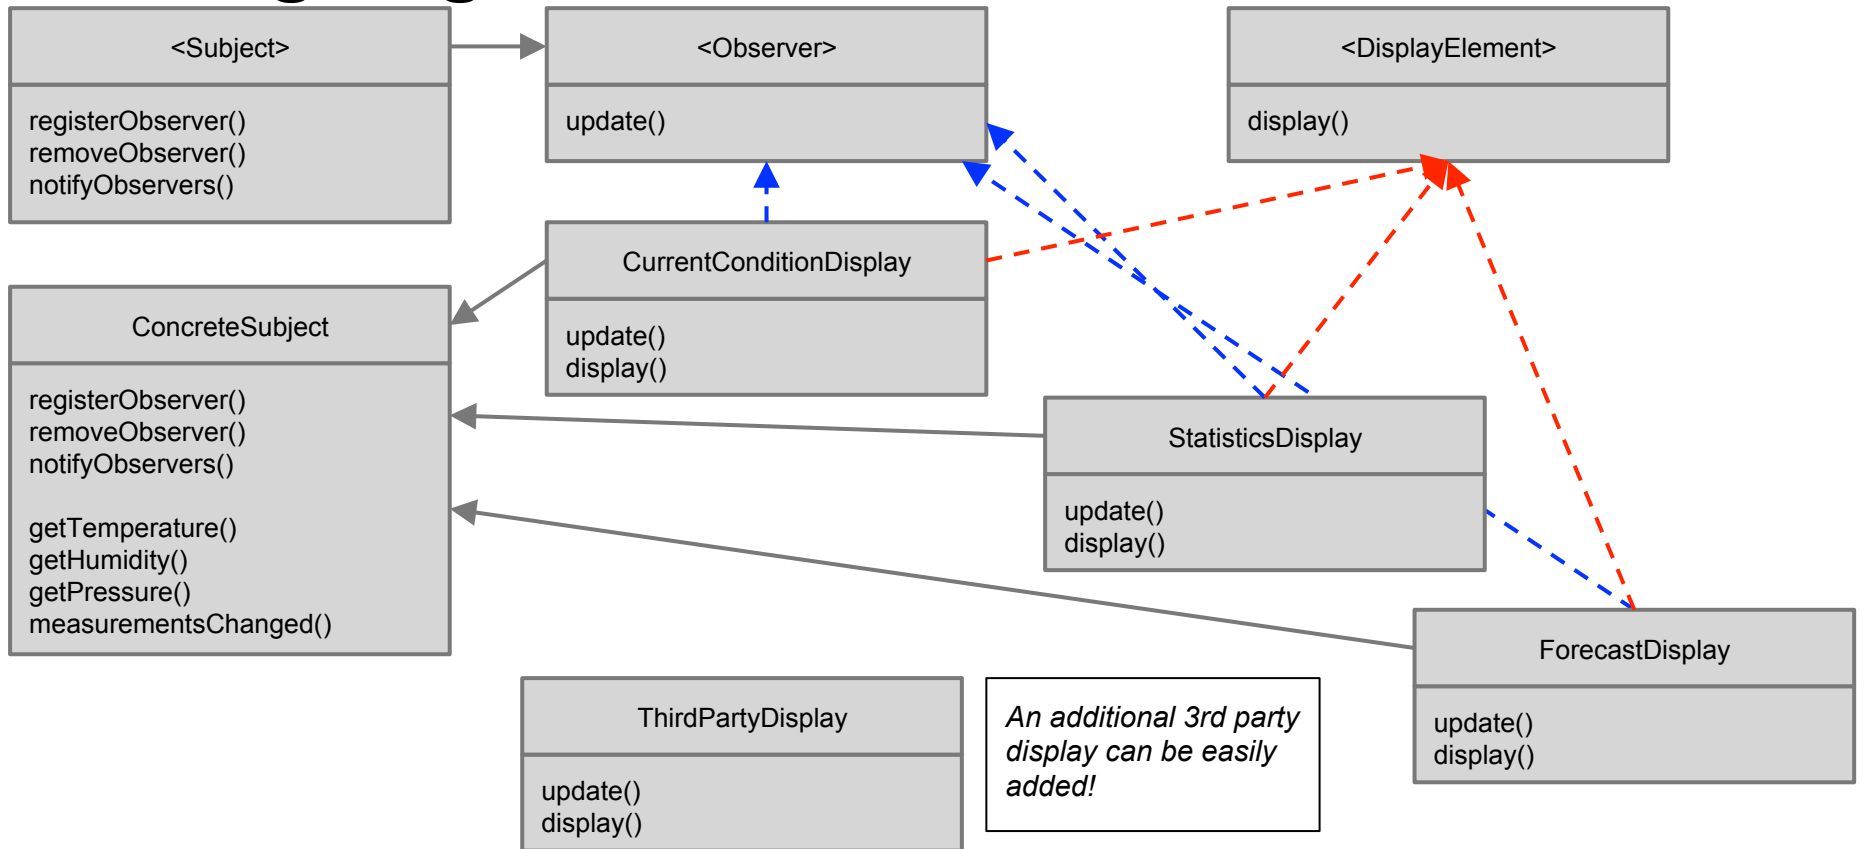 <Subject>
registerObserver()
removeObserver()
notifyObservers()
<Observer>
update()
<DisplayElement>
display()
CurrentConditionDisplay
update()
display()
ConcreteSubject
registerObserver()
removeObserver()
notifyObservers()
getTemperature()
getHumidity()
getPressure()
measurementsChanged()
StatisticsDisplay
update()
display()
ForecastDisplay
update()
display()
ThirdPartyDisplay
update()
display()
An additional 3rd party
display can be easily
added!